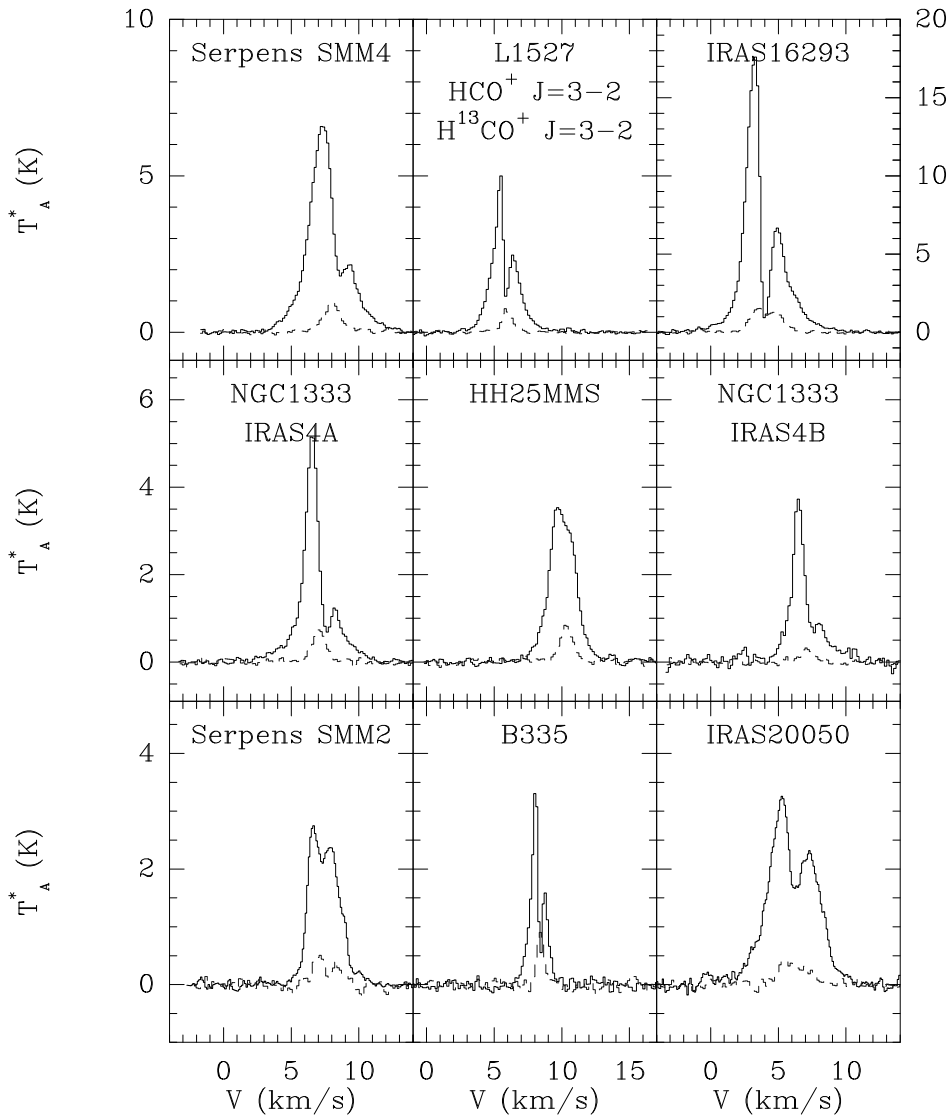 10
Serpens SMM4
L1527
IRAS16293
20
HCO+ J=3−2
H13CO+ J=3−2
15
5
10
5
0
0
T*A (K)
NGC1333
IRAS4A
HH25MMS
NGC1333
IRAS4B
6
4
2
0
T*A (K)
Serpens SMM2
B335
IRAS20050
4
2
0
T*A (K)
0 5 10 0 5 10 15 0 5 10
V (km/s) V (km/s) V (km/s)